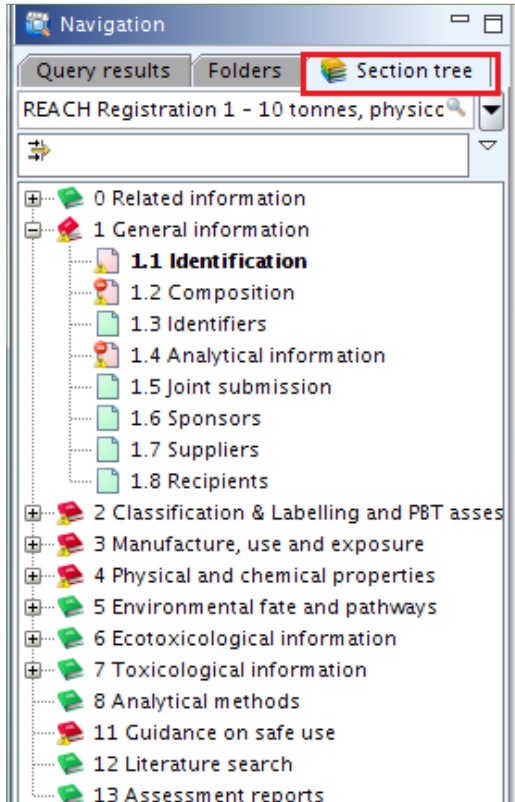 Navigation
Query results Folders Section tree
REACH Registration 1 - 10 tonnes, physicc
0 Related information
1 General information
1.1 Identification
1.2 Composition
1.3 Identifiers
1.4 Analytical information
1.5 Joint submission
1.6 Sponsors
1.7 Suppliers
1.8 Recipients
2 Classification & Labelling and PBT asses
3 Manufacture, use and exposure
4 Physical and chemical properties
5 Environmental fate and pathways
6 Ecotoxicological information
7 Toxicological information
8 Analytical methods
11 Guidance on safe use
12 Literature search
13 Assessment reports